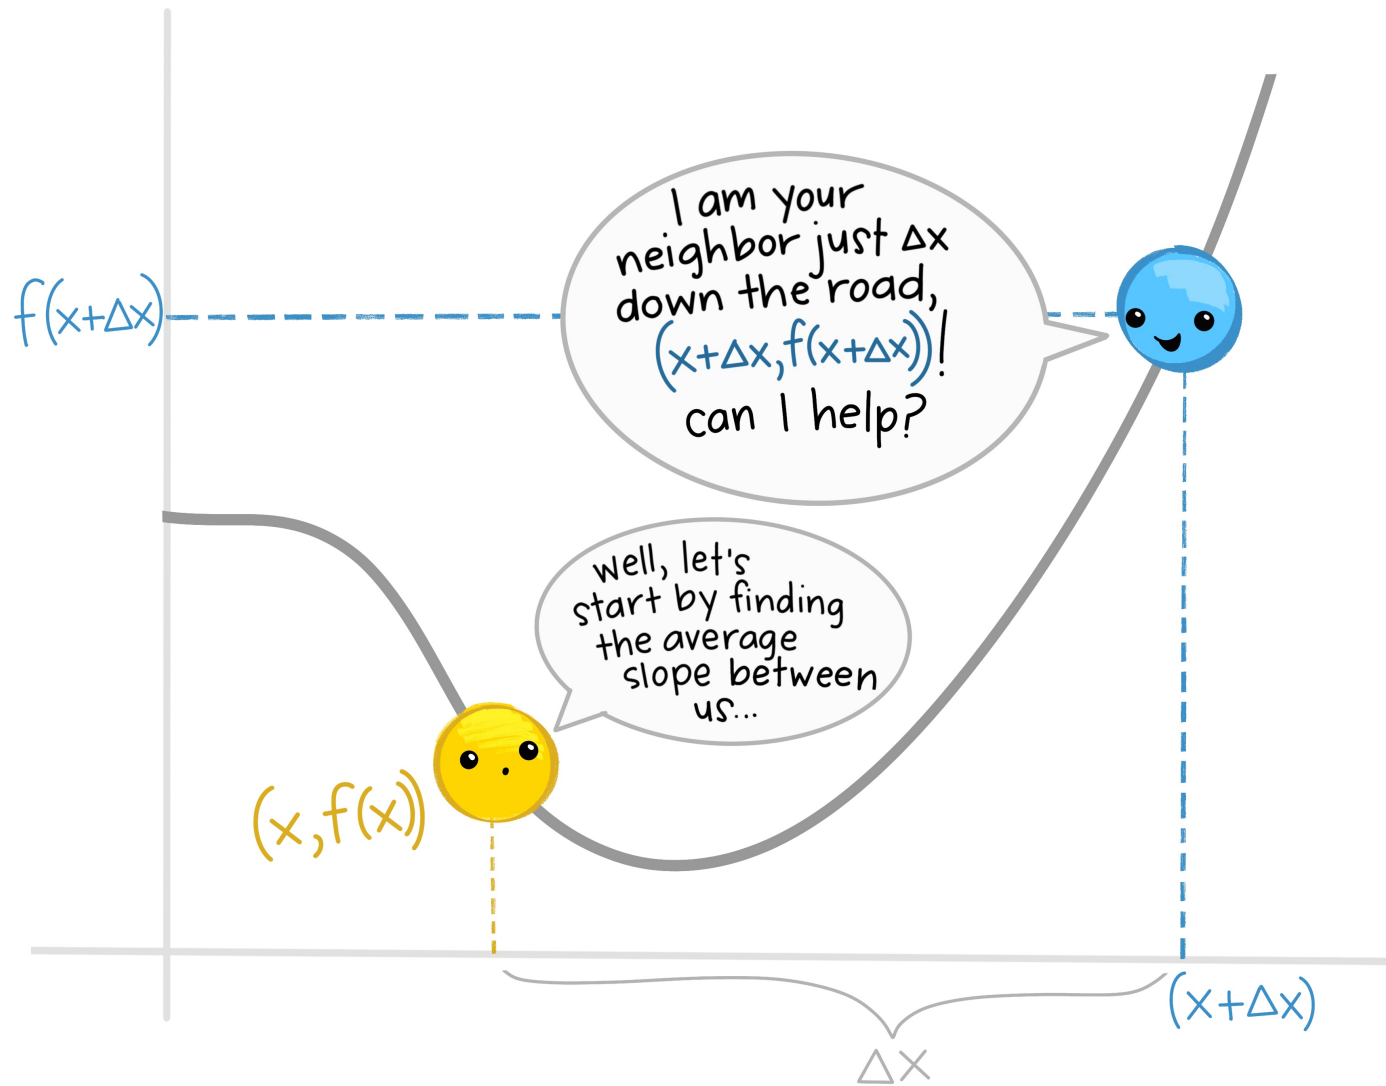 I am your
neighbor just Δx
down the road,
(x+Δx,f(x+Δx))!
can I help?
f(x+Δx)
well, let's
start by finding
the average
slope between
us...
(x,f(x))
(x+Δx)
Δx